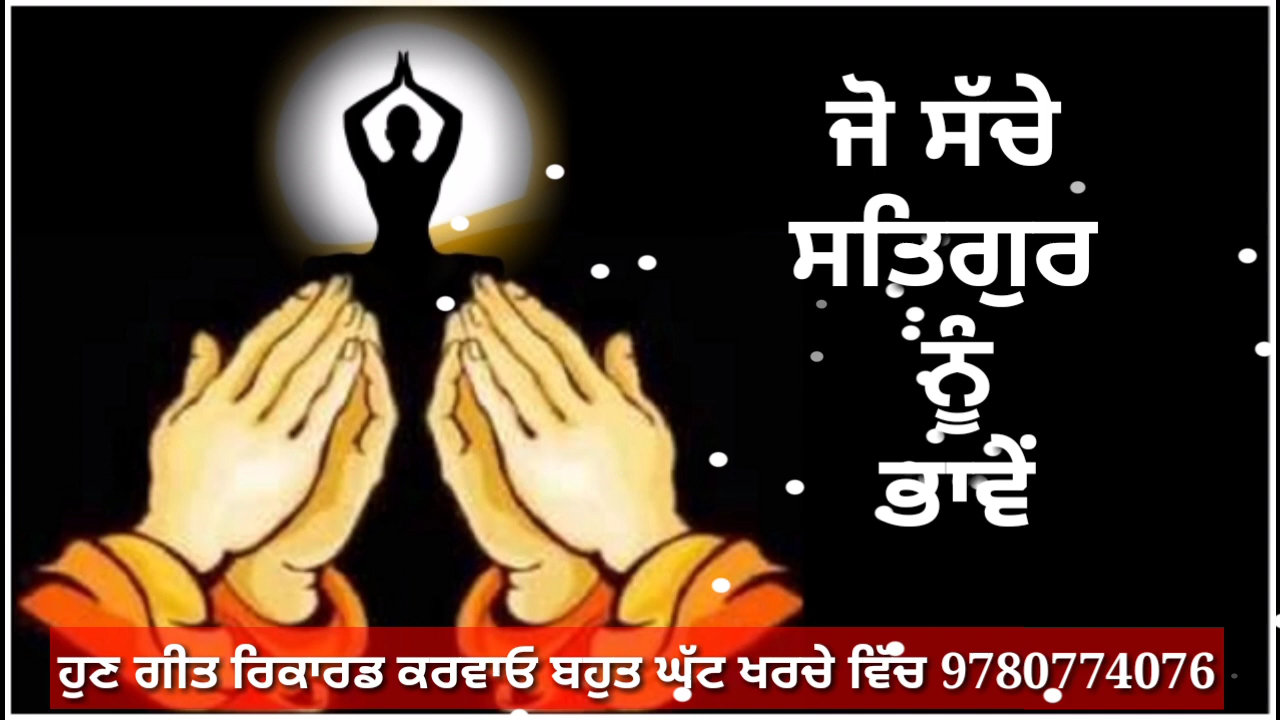 ਜੋ ਸੱਚੇ
ਸਤਿਗੁਰ
ਨੂੰ
ਭਾਵੇਂ
ਹੁਣ ਗੀਤ ਰਿਕਾਰਡ ਕਰਵਾਓ ਬਹੁਤ ਘੱਟ ਖਰਚੇ ਵਿੱਚ 9780774076